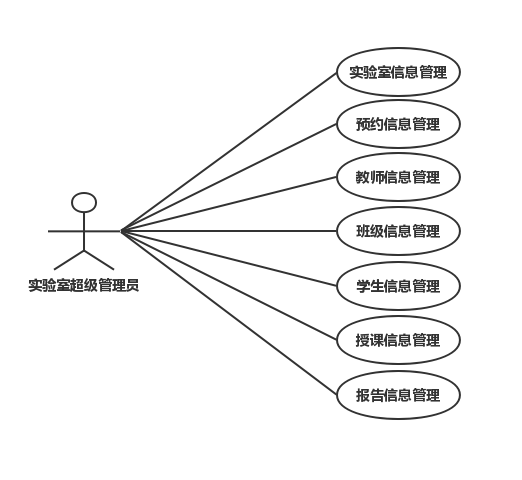 实验室信息管理
预约信息管理
教师信息管理
班级信息管理
实验室超级管理员
学生信息管理
授课信息管理
报告信息管理